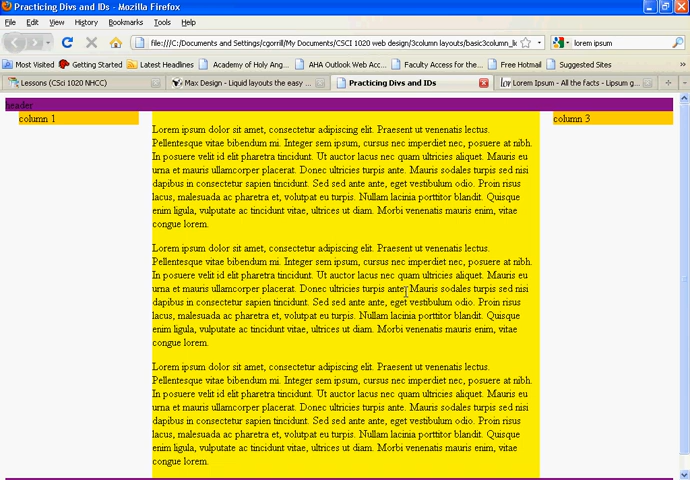 Practicing Divs and IDs - Mozilla Firefox
File Edit View History Bookmarks Tools Help
file:///C:/Documents and Settings/cgorrill/My Documents/CSCI 1020 web design/3column layouts/basic3column_li lorem ipsum
Most Visited Getting Started Latest Headlines Academy of Holy Ang... AHA Outlook Web Acc... Faculty Access for the... Free Hotmail Suggested Sites
Lessons (CSci 1020 NHCC) Max Design - Liquid layouts the easy ... Practicing Divs and IDs Lorem Ipsum - All the facts - Lipsum g...
header
column 1
column 3
Lorem ipsum dolor sit amet, consectetur adipiscing elit. Praesent ut venenatis lectus.
Pellentesque vitae bibendum mi. Integer sem ipsum, cursus nec imperdiet nec, posuere at nibh.
In posuere velit id elit pharetra tincidunt. Ut auctor lacus nec quam ultricies aliquet. Mauris eu
urna et mauris ullamcorper placerat. Donec ultricies turpis ante. Mauris sodales turpis sed nisi
dapibus in consectetur sapien tincidunt. Sed sed ante ante, eget vestibulum odio. Proin risus
lacus, malesuada ac pharetra et, volutpat eu turpis. Nullam lacinia porttitor blandit. Quisque
enim ligula, vulputate ac tincidunt vitae, ultrices ut diam. Morbi venenatis mauris enim, vitae
congue lorem.
Lorem ipsum dolor sit amet, consectetur adipiscing elit. Praesent ut venenatis lectus.
Pellentesque vitae bibendum mi. Integer sem ipsum, cursus nec imperdiet nec, posuere at nibh.
In posuere velit id elit pharetra tincidunt. Ut auctor lacus nec quam ultricies aliquet. Mauris eu
urna et mauris ullamcorper placerat. Donec ultricies turpis ante. Mauris sodales turpis sed nisi
dapibus in consectetur sapien tincidunt. Sed sed ante ante, eget vestibulum odio. Proin risus
lacus, malesuada ac pharetra et, volutpat eu turpis. Nullam lacinia porttitor blandit. Quisque
enim ligula, vulputate ac tincidunt vitae, ultrices ut diam. Morbi venenatis mauris enim, vitae
congue lorem.
Lorem ipsum dolor sit amet, consectetur adipiscing elit. Praesent ut venenatis lectus.
Pellentesque vitae bibendum mi. Integer sem ipsum, cursus nec imperdiet nec, posuere at nibh.
In posuere velit id elit pharetra tincidunt. Ut auctor lacus nec quam ultricies aliquet. Mauris eu
urna et mauris ullamcorper placerat. Donec ultricies turpis ante. Mauris sodales turpis sed nisi
dapibus in consectetur sapien tincidunt. Sed sed ante ante, eget vestibulum odio. Proin risus
lacus, malesuada ac pharetra et, volutpat eu turpis. Nullam lacinia porttitor blandit. Quisque
enim ligula, vulputate ac tincidunt vitae, ultrices ut diam. Morbi venenatis mauris enim, vitae
congue lorem.